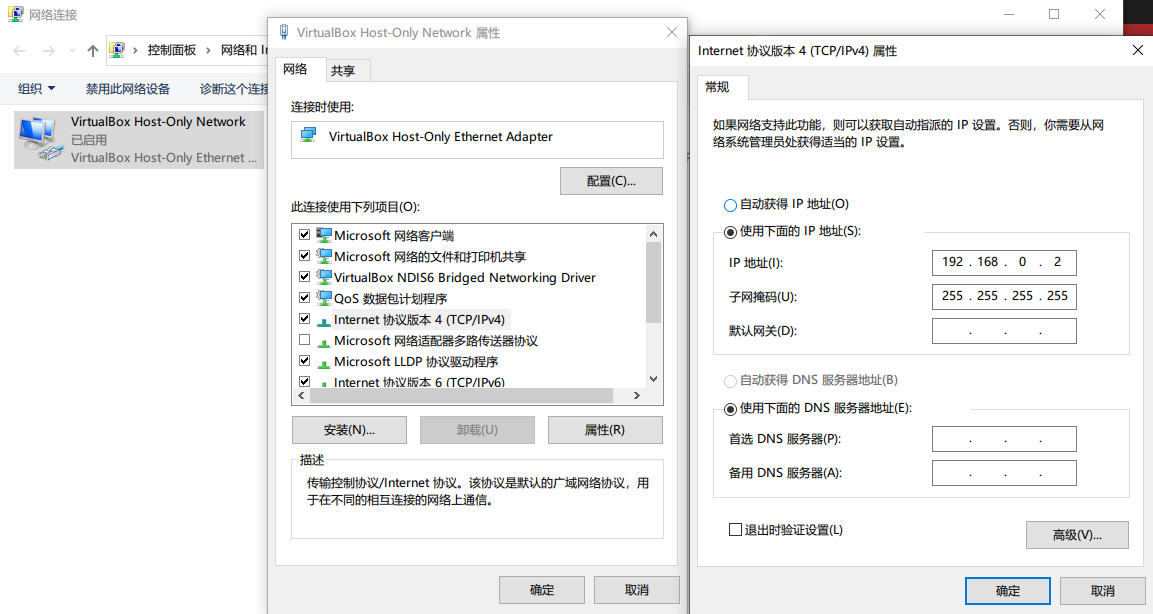 网络连接
控制面板
网络和 In
组织
禁用此网络设备
诊断这个连接
VirtualBox Host-Only Network
已启用
VirtualBox Host-Only Ethernet ...
VirtualBox Host-Only Network 属性
网络
共享
连接时使用:
VirtualBox Host-Only Ethernet Adapter
配置(C)...
此连接使用下列项目(O):
Microsoft 网络客户端
Microsoft 网络的文件和打印机共享
VirtualBox NDIS6 Bridged Networking Driver
QoS 数据包计划程序
Internet 协议版本 4 (TCP/IPv4)
Microsoft 网络适配器多路传送器协议
Microsoft LLDP 协议驱动程序
Internet 协议版本 6 (TCP/IPv6)
安装(N)...
卸载(U)
属性(R)
描述
传输控制协议/Internet 协议。该协议是默认的广域网络协议，用
于在不同的相互连接的网络上通信。
确定
取消
Internet 协议版本 4 (TCP/IPv4) 属性
常规
如果网络支持此功能，则可以获取自动指派的 IP 设置。否则，你需要从网
络系统管理员处获得适当的 IP 设置。
自动获得 IP 地址(O)
使用下面的 IP 地址(S):
IP 地址(I):
192 . 168 . 0 . 2
子网掩码(U):
255 . 255 . 255 . 255
默认网关(D):
. . .
自动获得 DNS 服务器地址(B)
使用下面的 DNS 服务器地址(E):
首选 DNS 服务器(P):
. . .
备用 DNS 服务器(A):
. . .
退出时验证设置(L)
高级(V)...
确定
取消